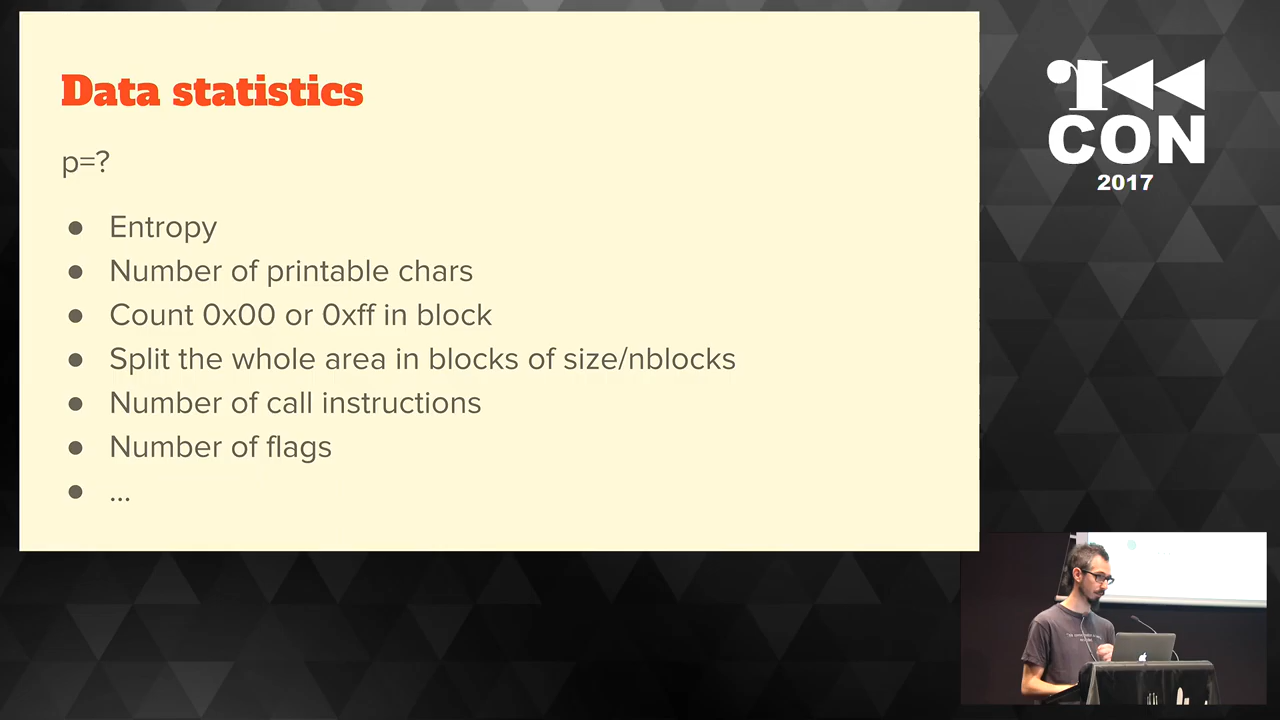 Data statistics
p=?
● Entropy
● Number of printable chars
● Count 0x00 or 0xff in block
● Split the whole area in blocks of size/nblocks
● Number of call instructions
● Number of flags
● ...
CON
2017